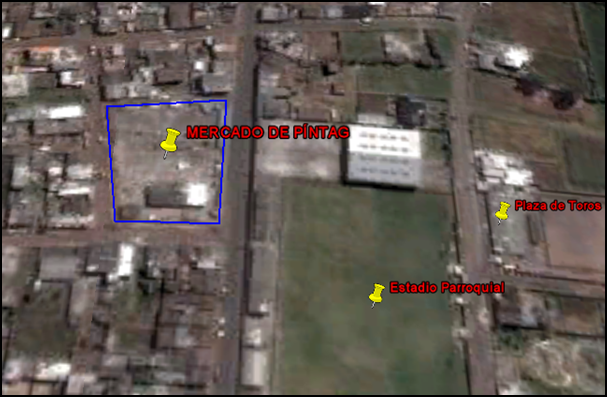 MERCADO DE PÍNTAG
Plaza de Toros
Estadio Parroquial